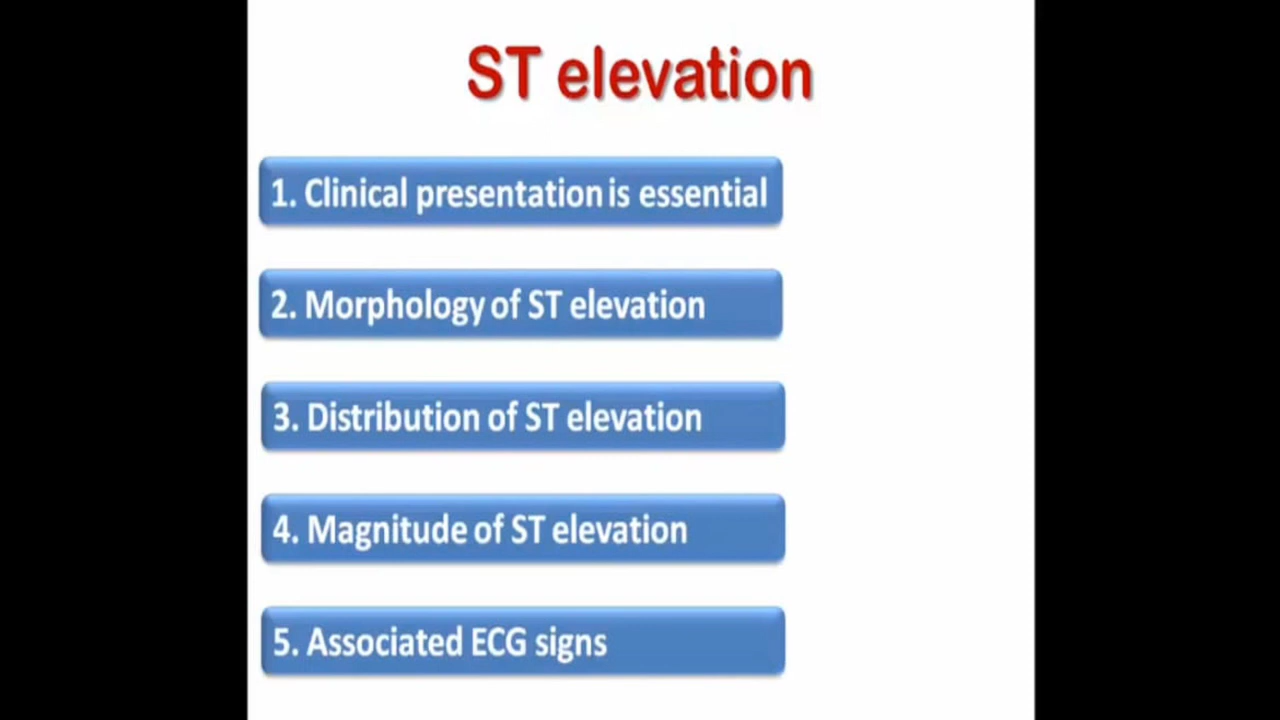 ST elevation
1. Clinical presentation is essential
2. Morphology of ST elevation
3. Distribution of ST elevation
4. Magnitude of ST elevation
5. Associated ECG signs